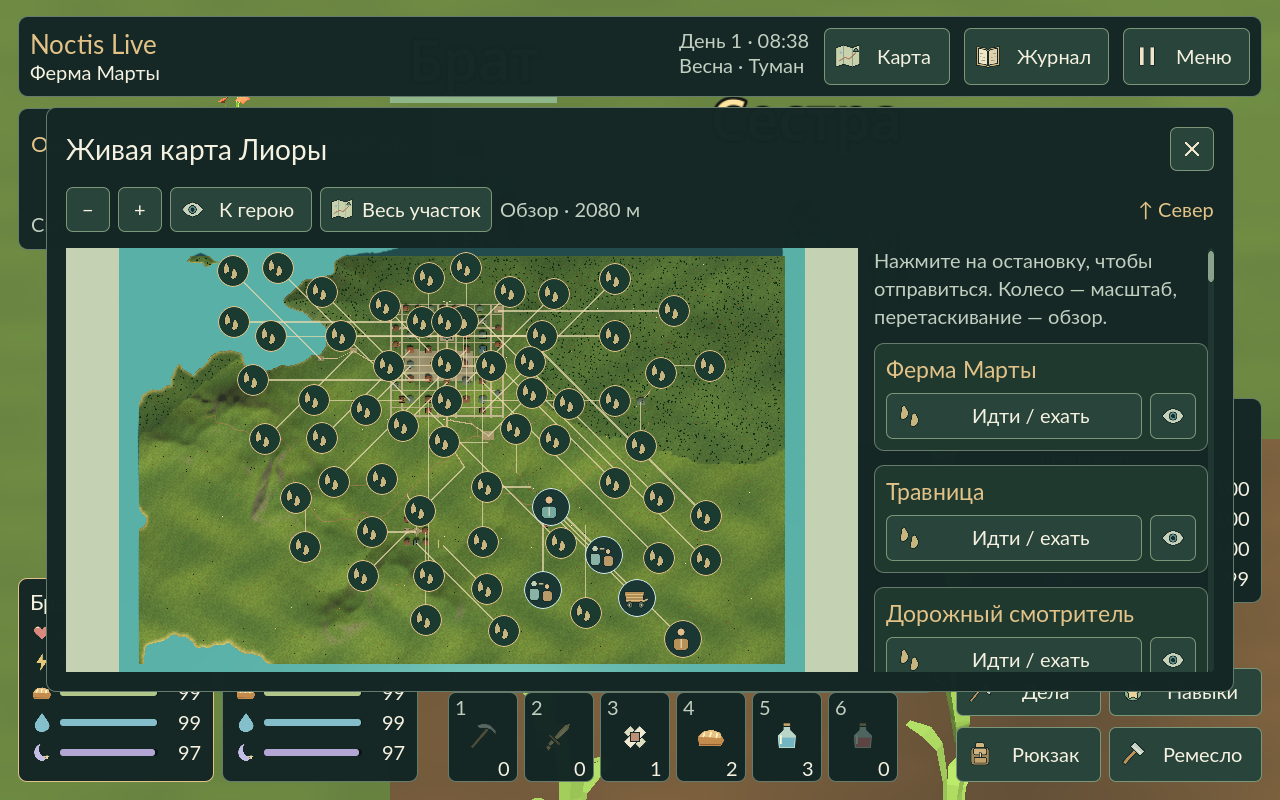 Noctis Live
Ферма Марты
День 1 · 08:38
Весна · Туман
Карта
Журнал
Меню
Брат
Сестра
Живая карта Лиоры
−
+
К герою
Весь участок
Обзор · 2080 м
↑ Север
Нажмите на остановку, чтобы
отправиться. Колесо — масштаб,
перетаскивание — обзор.
Ферма Марты
Идти / ехать
Травница
Идти / ехать
Дорожный смотритель
Идти / ехать
99
99
99
99
97
97
1
0
2
0
3
1
4
2
5
3
6
0
Дела
Навыки
Рюкзак
Ремесло